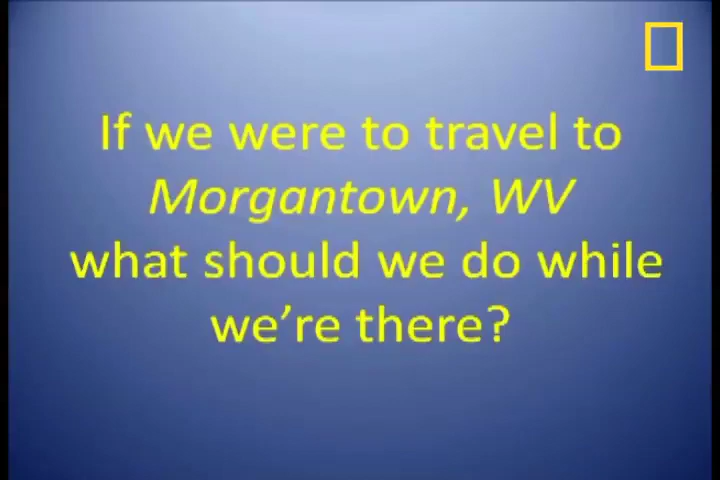 If we were to travel to
Morgantown, WV
what should we do while
we’re there?